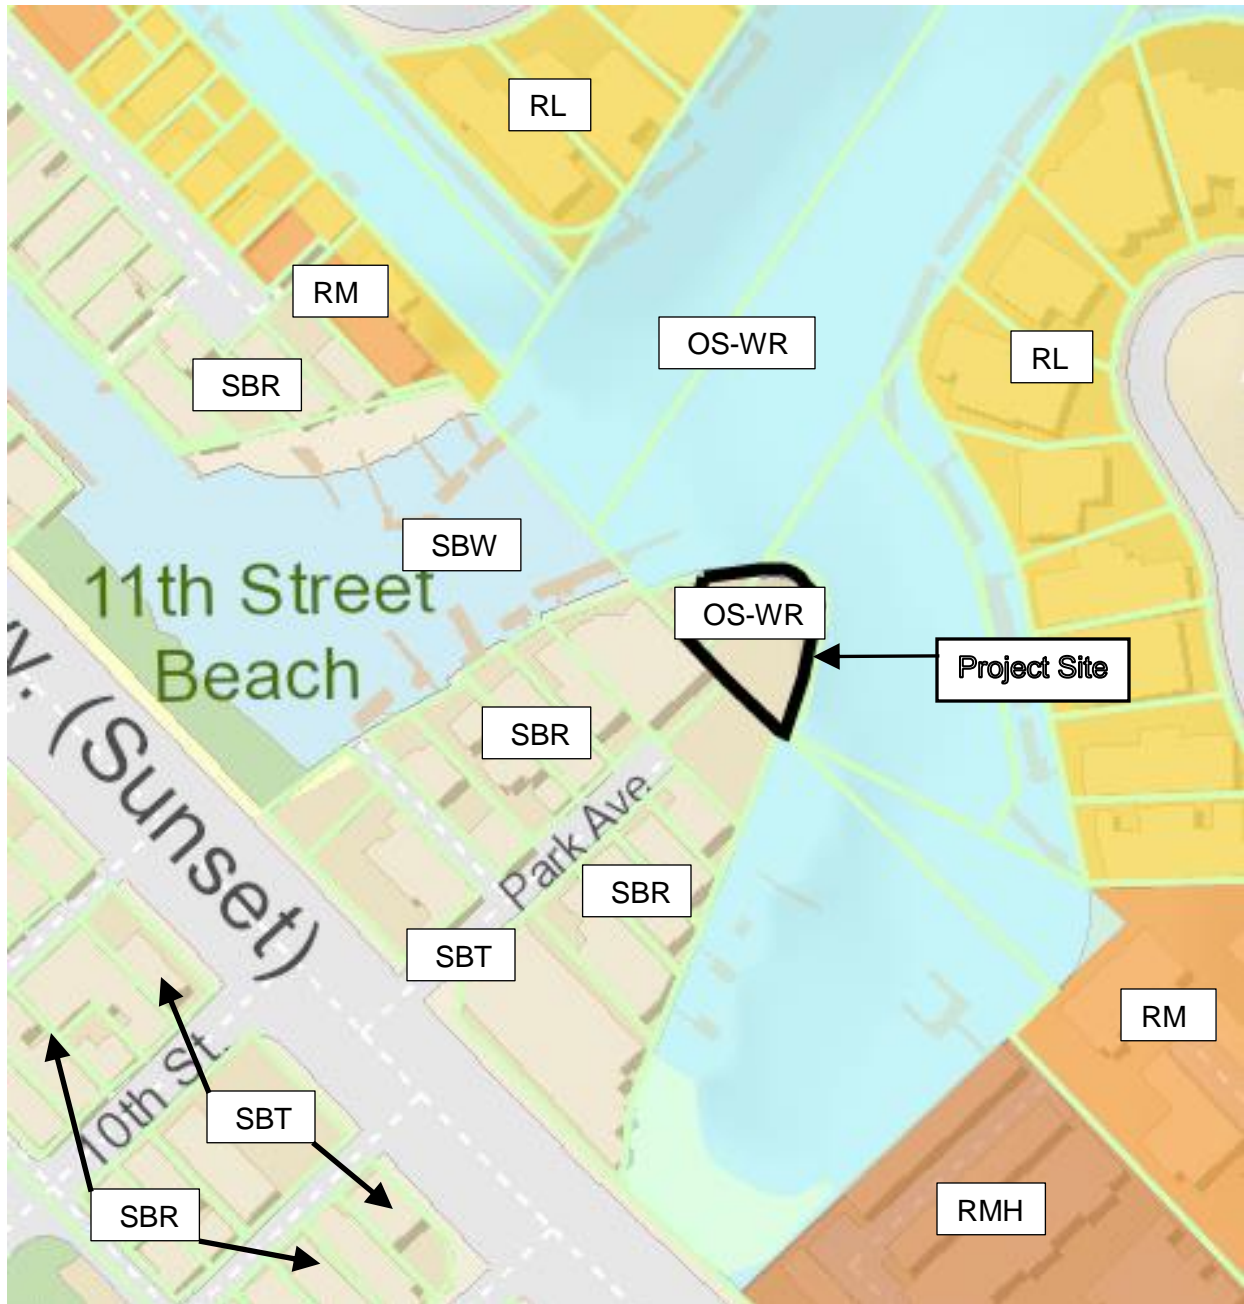 RL
RM
OS-WR
RL
SBR
SBW
11th Street
Beach
OS-WR
Project Site
y. (Sunset)
SBR
Park Ave
SBR
SBT
RM
10th St.
SBT
SBR
RMH